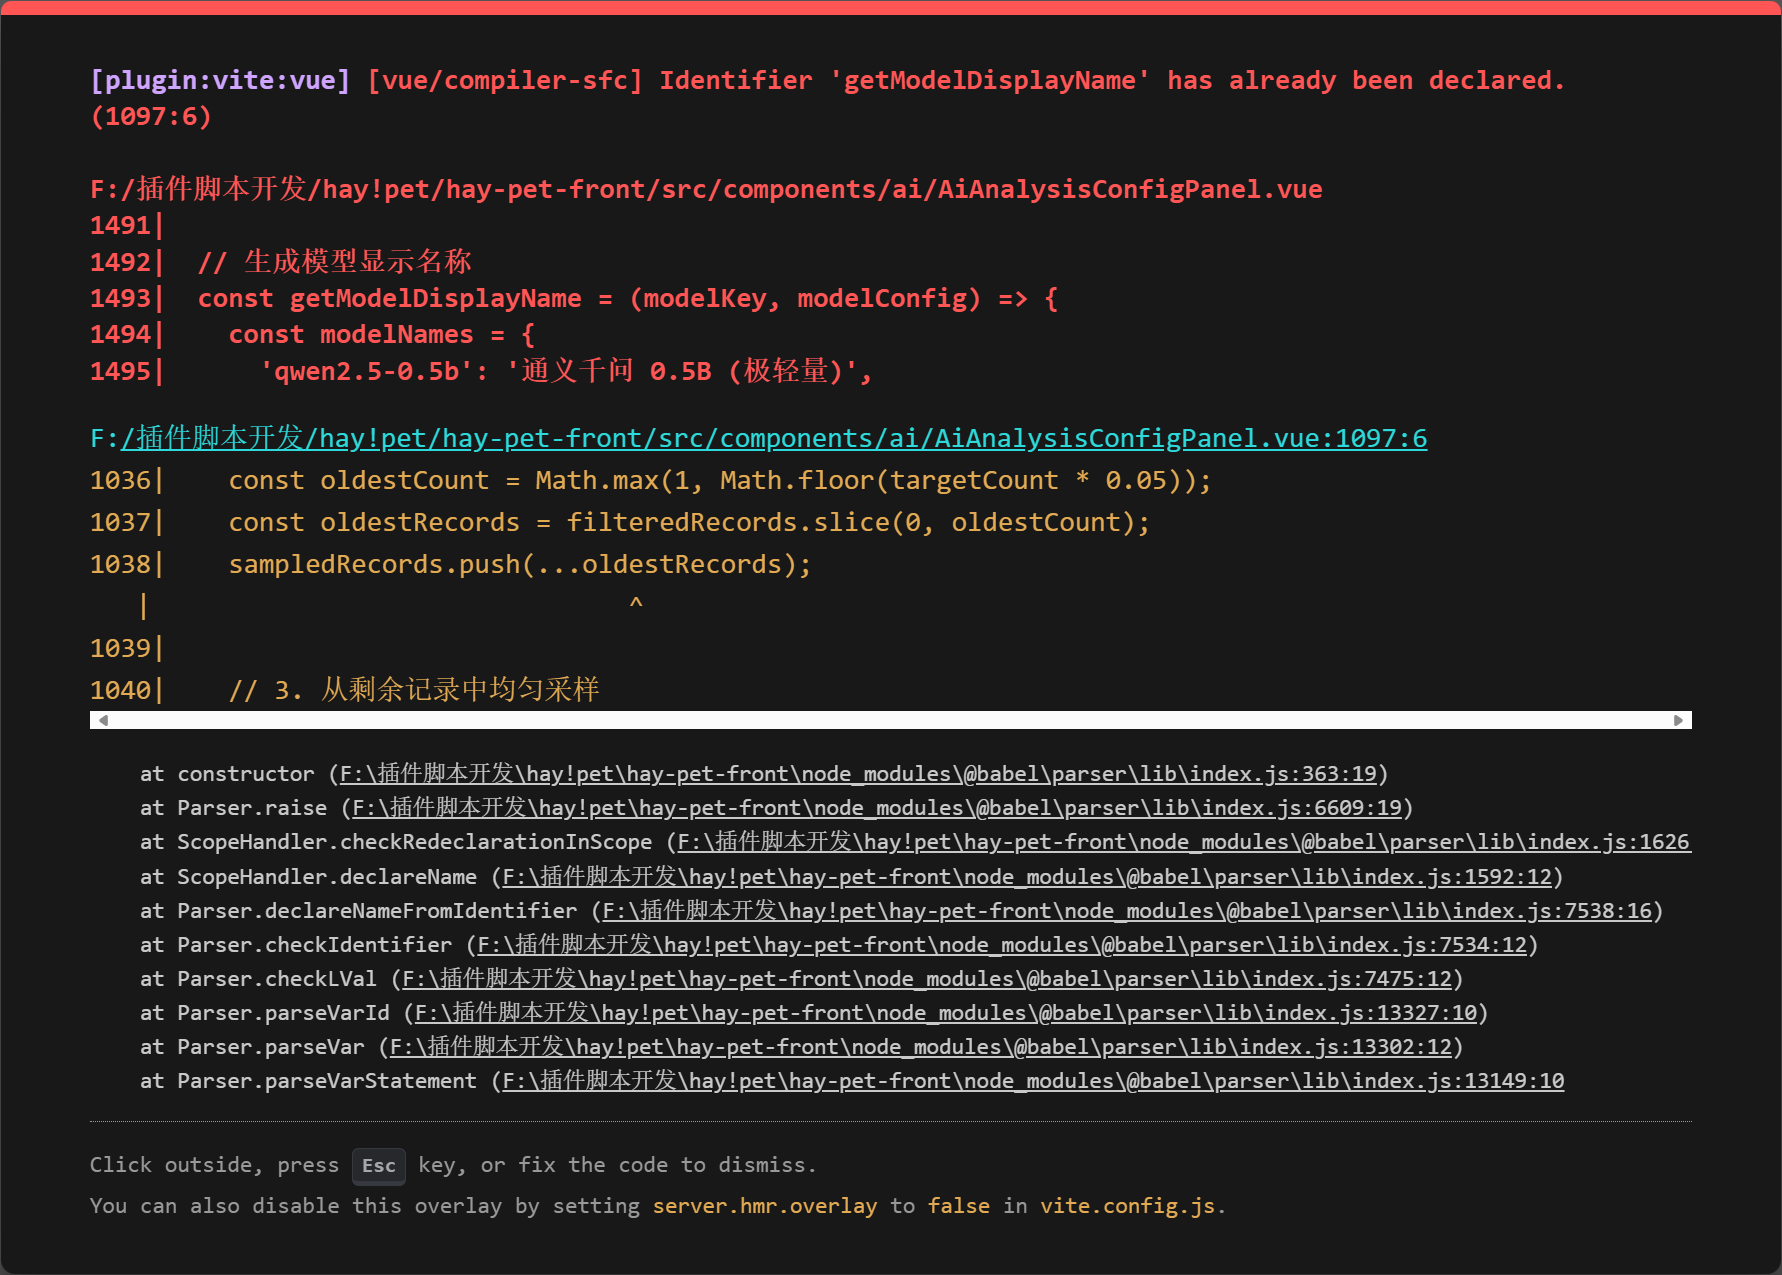 [plugin:vite:vue] [vue/compiler-sfc] Identifier 'getModelDisplayName' has already been declared.
(1097:6)
F:/插件脚本开发/hay!pet/hay-pet-front/src/components/ai/AiAnalysisConfigPanel.vue
1491|
1492|  // 生成模型显示名称
1493|  const getModelDisplayName = (modelKey, modelConfig) => {
1494|    const modelNames = {
1495|      'qwen2.5-0.5b': '通义千问 0.5B (极轻量)',
F:/插件脚本开发/hay!pet/hay-pet-front/src/components/ai/AiAnalysisConfigPanel.vue:1097:6
1036|    const oldestCount = Math.max(1, Math.floor(targetCount * 0.05));
1037|    const oldestRecords = filteredRecords.slice(0, oldestCount);
1038|    sampledRecords.push(...oldestRecords);
   |                               ^
1039|
1040|    // 3. 从剩余记录中均匀采样
at constructor (F:\插件脚本开发\hay!pet\hay-pet-front\node_modules\@babel\parser\lib\index.js:363:19)
at Parser.raise (F:\插件脚本开发\hay!pet\hay-pet-front\node_modules\@babel\parser\lib\index.js:6609:19)
at ScopeHandler.checkRedeclarationInScope (F:\插件脚本开发\hay!pet\hay-pet-front\node_modules\@babel\parser\lib\index.js:1626
at ScopeHandler.declareName (F:\插件脚本开发\hay!pet\hay-pet-front\node_modules\@babel\parser\lib\index.js:1592:12)
at Parser.declareNameFromIdentifier (F:\插件脚本开发\hay!pet\hay-pet-front\node_modules\@babel\parser\lib\index.js:7538:16)
at Parser.checkIdentifier (F:\插件脚本开发\hay!pet\hay-pet-front\node_modules\@babel\parser\lib\index.js:7534:12)
at Parser.checkLVal (F:\插件脚本开发\hay!pet\hay-pet-front\node_modules\@babel\parser\lib\index.js:7475:12)
at Parser.parseVarId (F:\插件脚本开发\hay!pet\hay-pet-front\node_modules\@babel\parser\lib\index.js:13327:10)
at Parser.parseVar (F:\插件脚本开发\hay!pet\hay-pet-front\node_modules\@babel\parser\lib\index.js:13302:12)
at Parser.parseVarStatement (F:\插件脚本开发\hay!pet\hay-pet-front\node_modules\@babel\parser\lib\index.js:13149:10
Click outside, press Esc key, or fix the code to dismiss.
You can also disable this overlay by setting server.hmr.overlay to false in vite.config.js.